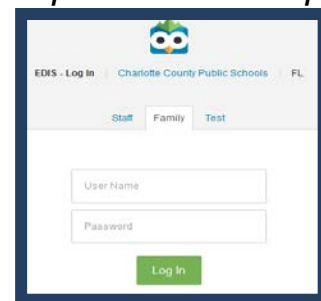 EDIS - Log In | Charlotte County Public Schools | FL
Staff Family Test
User Name
Password
Log In